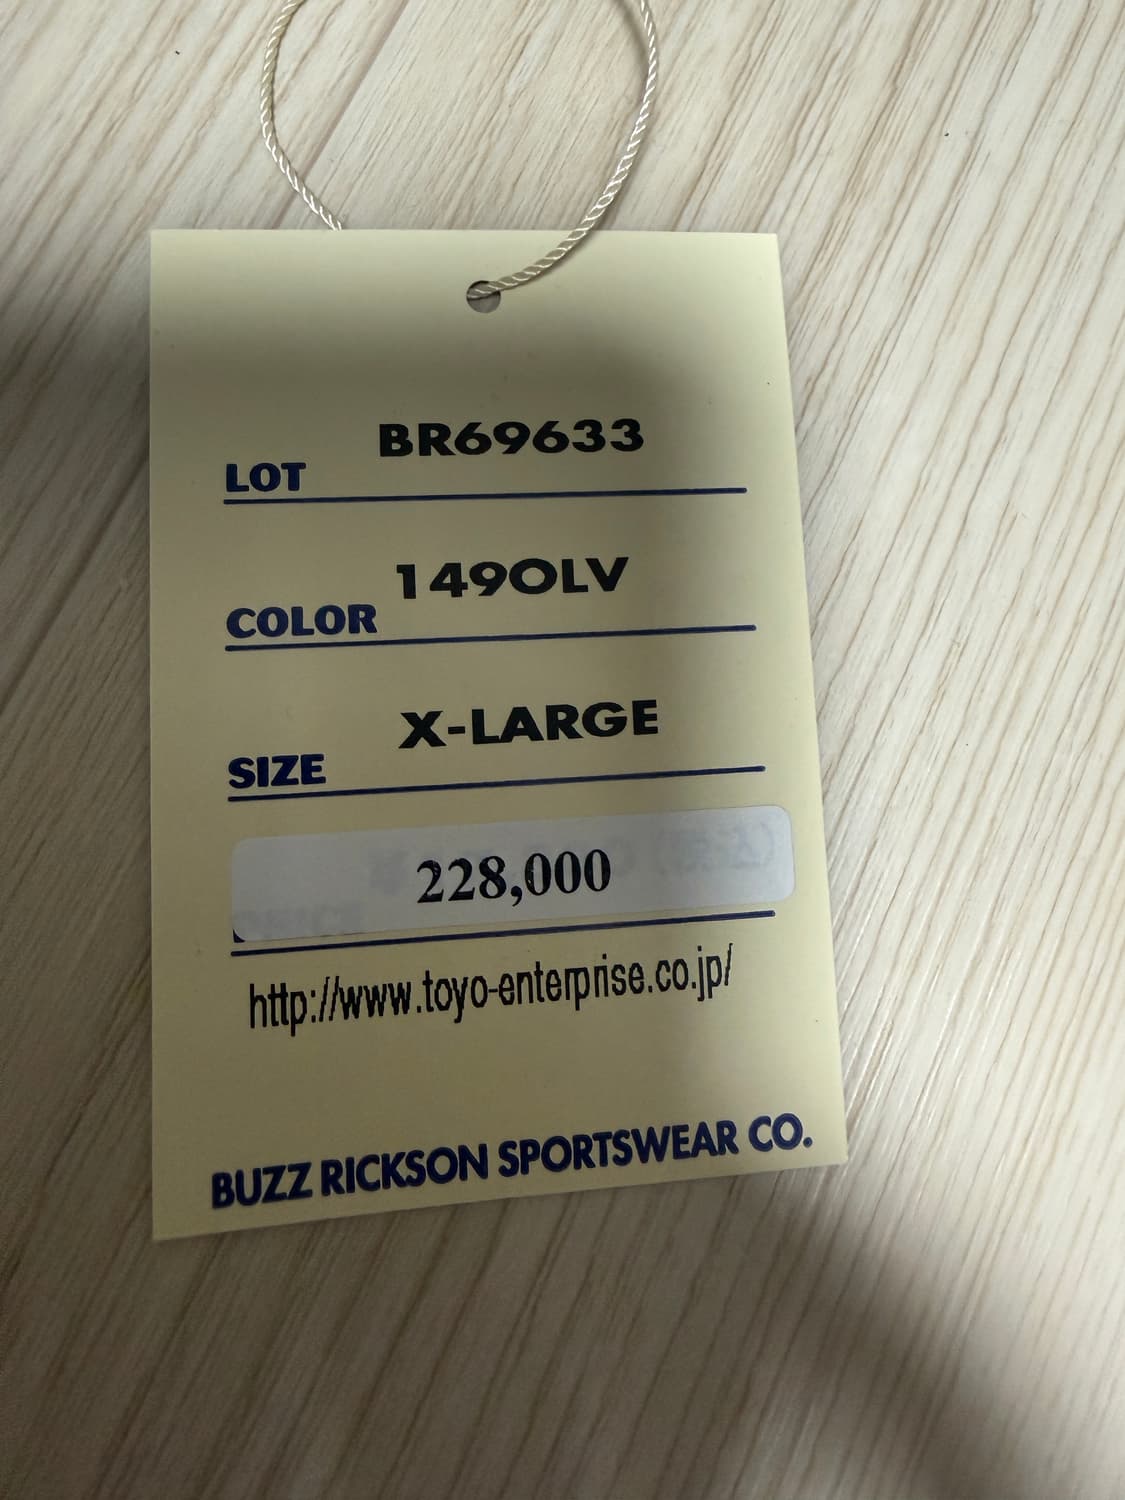 BR69633
LOT
149OLV
COLOR
X-LARGE
SIZE
228,000
http://www.toyo-enterprise.co.jp/
BUZZ RICKSON SPORTSWEAR CO.